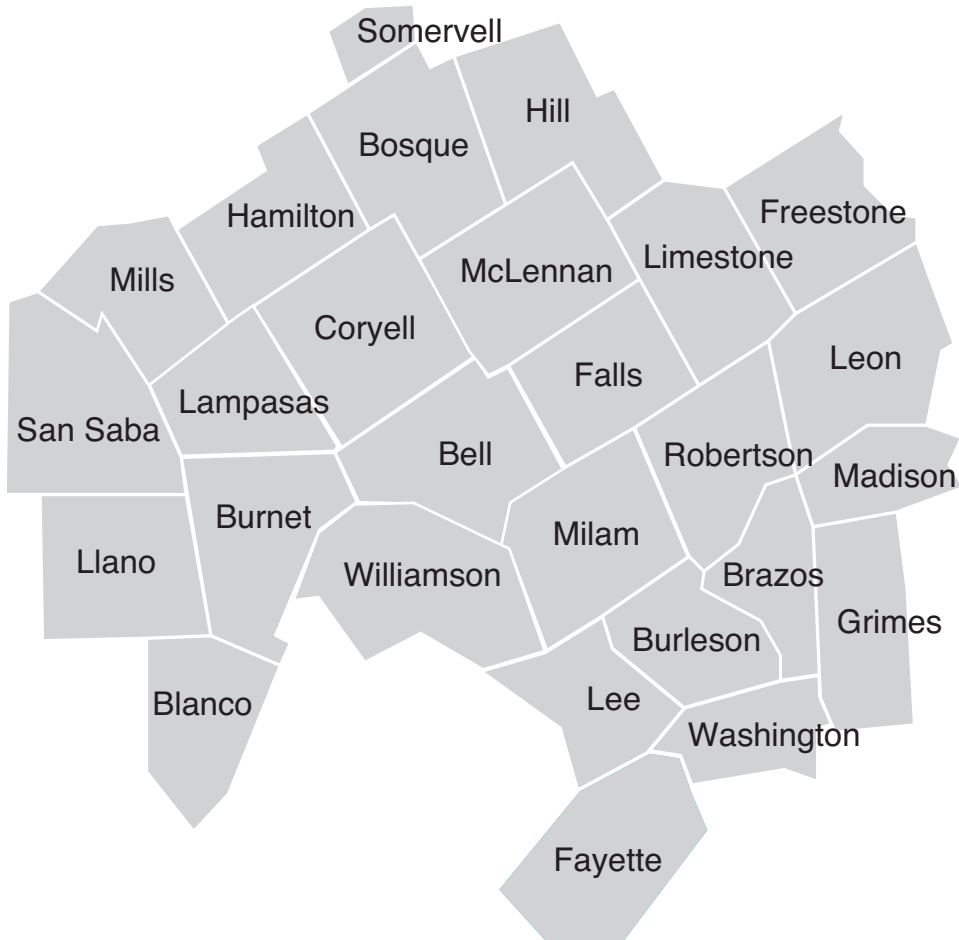 Somervell
Hill
Bosque
Hamilton
Freestone
Limestone
McLennan
Mills
Coryell
Leon
Falls
Lampasas
San Saba
Bell
Robertson
Madison
Burnet
Milam
Llano
Williamson
Brazos
Grimes
Burleson
Lee
Blanco
Washington
Fayette